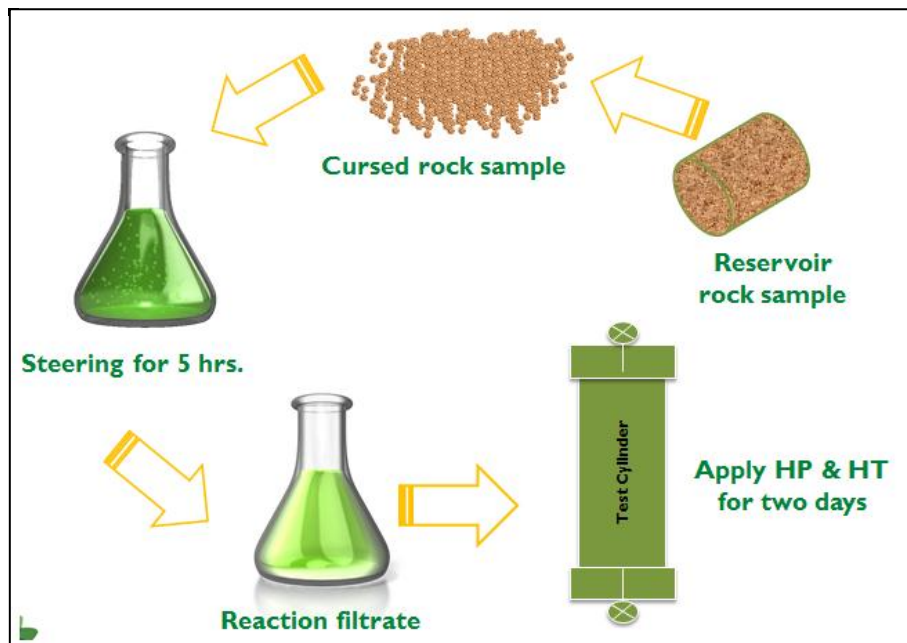 Cursed rock sample
Reservoir
rock sample
Steering for 5 hrs.
Test Cylinder
Apply HP & HT
for two days
Reaction filtrate